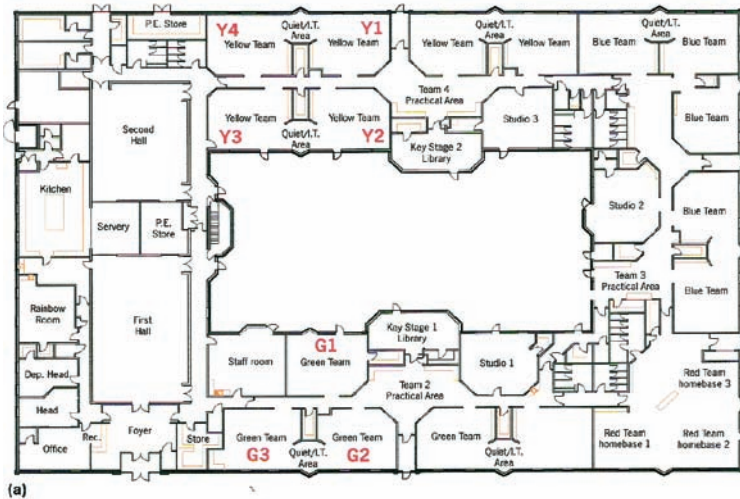 P.E. Store
Y4
Quiet/I.T.
Area
Y1
Yellow Team
Yellow Team
Quiet/I.T.
Area
Yellow Team
Yellow Team
Quiet/I.T.
Area
Blue Team
Blue Team
Team 4
Practical Area
Yellow Team
Yellow Team
Y3
Quiet/I.T.
Area
Y2
Studio 3
Blue Team
Second
Hall
Key Stage 2
Library
Kitchen
Servery
P.E.
Store
Studio 2
Blue Team
Team 3
Practical Area
Blue Team
Rainbow
Room
First
Hall
Key Stage 1
Library
G1
Green Team
Staff room
Studio 1
Team 2
Practical Area
Dep. Head
Head
Office
Rec.
Foyer
Store
Green Team
G3
Quiet/I.T.
Area
Green Team
G2
Green Team
Quiet/I.T.
Area
Red Team
homebase 3
Red Team
homebase 1
Red Team
homebase 2
(a)